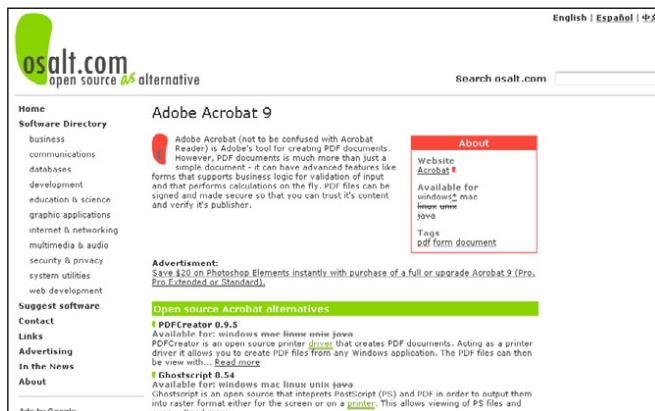 English | Español | 中文
osalt.com
open source as alternative
Search osalt.com
Home
Software Directory
business
communications
databases
development
education & science
graphic applications
internet & networking
multimedia & audio
security & privacy
system utilities
web development
Suggest software
Contact
Links
Advertising
In the News
About
Adobe Acrobat 9
Adobe Acrobat (not to be confused with Acrobat
Reader) is Adobe's tool for creating PDF documents.
However, PDF documents is much more than just a
simple document - it can have advanced features like
forms that supports business logic for validation of input
and that performs calculations on the fly. PDF files can be
signed and made secure so that you can trust it's content
and verify it's publisher.
About
Website
Acrobat
Available for
windows* mac
linux unix
java
Tags
pdf form document
Advertisment:
Save $20 on Photoshop Elements instantly with purchase of a full or upgrade Acrobat 9 (Pro,
Pro Extended or Standard).
Open source Acrobat alternatives
PDFCreator 0.9.5
Available for: windows mac linux unix java
PDFCreator is an open source printer driver that creates PDF documents. Acting as a printer
driver it allows you to create PDF files from any Windows application. The PDF files can then
be view with... Read more
Ghostscript 8.54
Available for: windows mac linux unix java
Ghostscript is an open source that inteprets PostScript (PS) and PDF in order to output them
into raster format either for the screen or on a printer. This allows viewing of PS files and